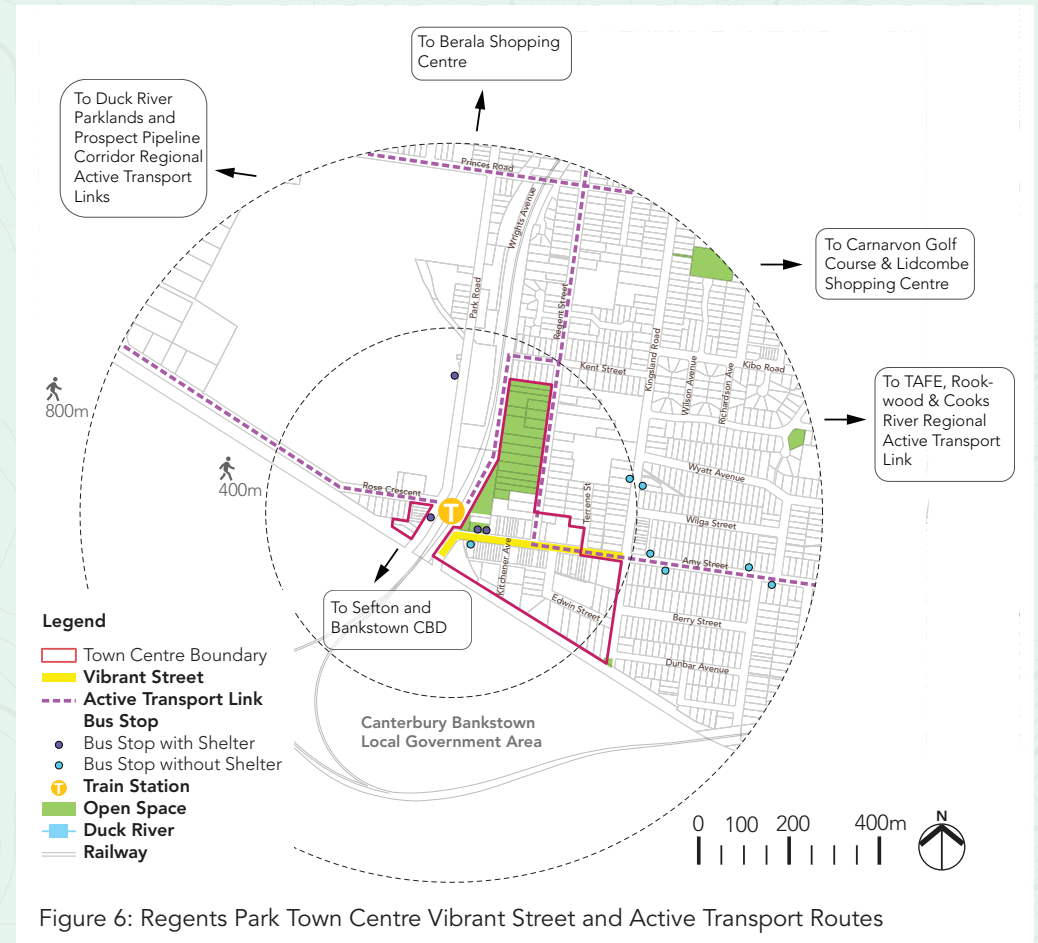 To Berala Shopping
Centre
To Duck River
Parklands and
Prospect Pipeline
Corridor Regional
Active Transport
Links
Princes Road
Wrights Avenue
To Carnarvon Golf
Course & Lidcombe
Shopping Centre
Park Road
Regent Street
Kent Street
Kingsland Road
Wilson Avenue
Richardson Ave
Kibo Road
To TAFE, Rook-
wood & Cooks
River Regional
Active Transport
Link
800m
400m
Rose Crescent
T
Wyatt Avenue
Wilga Street
Amy Street
Kitchener Ave
Edwin Street
Berry Street
Dunbar Avenue
To Sefton and
Bankstown CBD
Canterbury Bankstown
Local Government Area
Legend
Town Centre Boundary
Vibrant Street
Active Transport Link
Bus Stop
Bus Stop with Shelter
Bus Stop without Shelter
T
Train Station
Open Space
Duck River
Railway
0 100 200 400m
N
Figure 6: Regents Park Town Centre Vibrant Street and Active Transport Routes